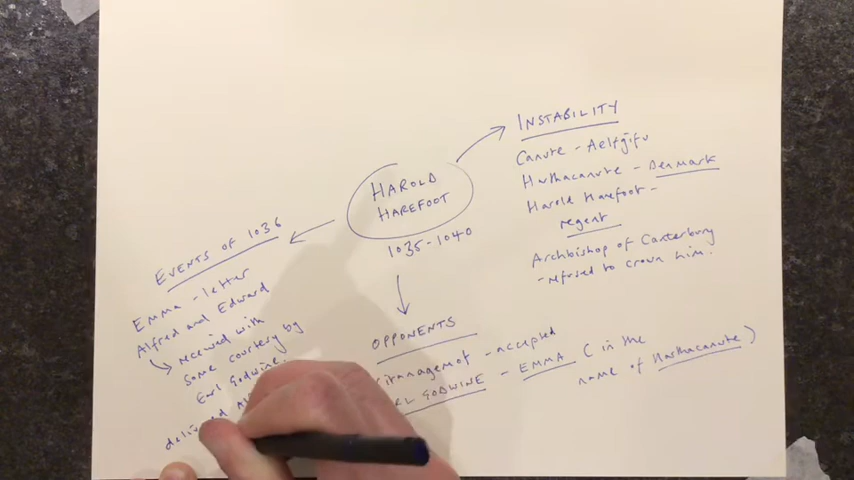 HAROLD
HAREFOOT
1035-1040
INSTABILITY
Canute - Aelfgifu
Harthacanute - Denmark
Harold Harefoot -
regent
Archbishop of Canterbury
- refused to crown him.
OPPONENTS
Witanagemot - accepted
EARL GODWINE - EMMA (in the
name of Harthacanute)
EVENTS OF 1036
Emma - letter
Alfred and Edward
received with
some courtesy by
Earl Godwine.